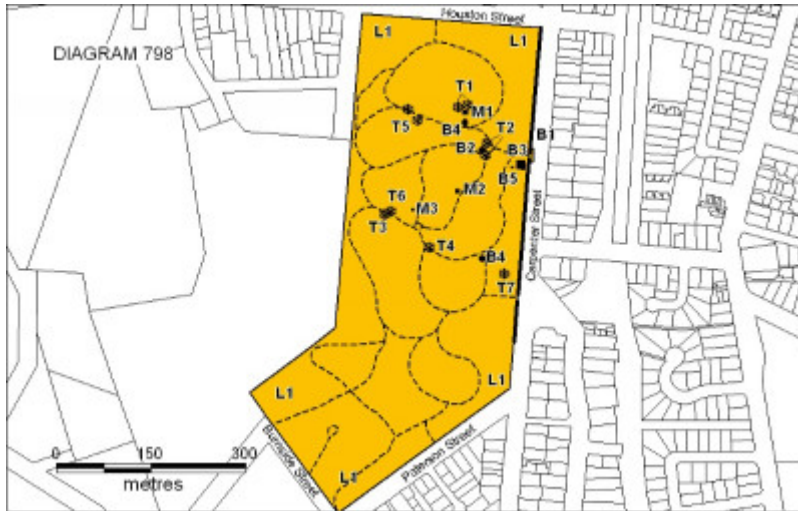 Houston Street
L1
L1
DIAGRAM 798
T1
M1
T5
B4
T2
B1
B2
B3
B5
M2
T6
M3
T3
T4
B4
T7
Carpenter Street
L1
L1
0 150 300
metres
Burnside Street
L1
Paterson Street